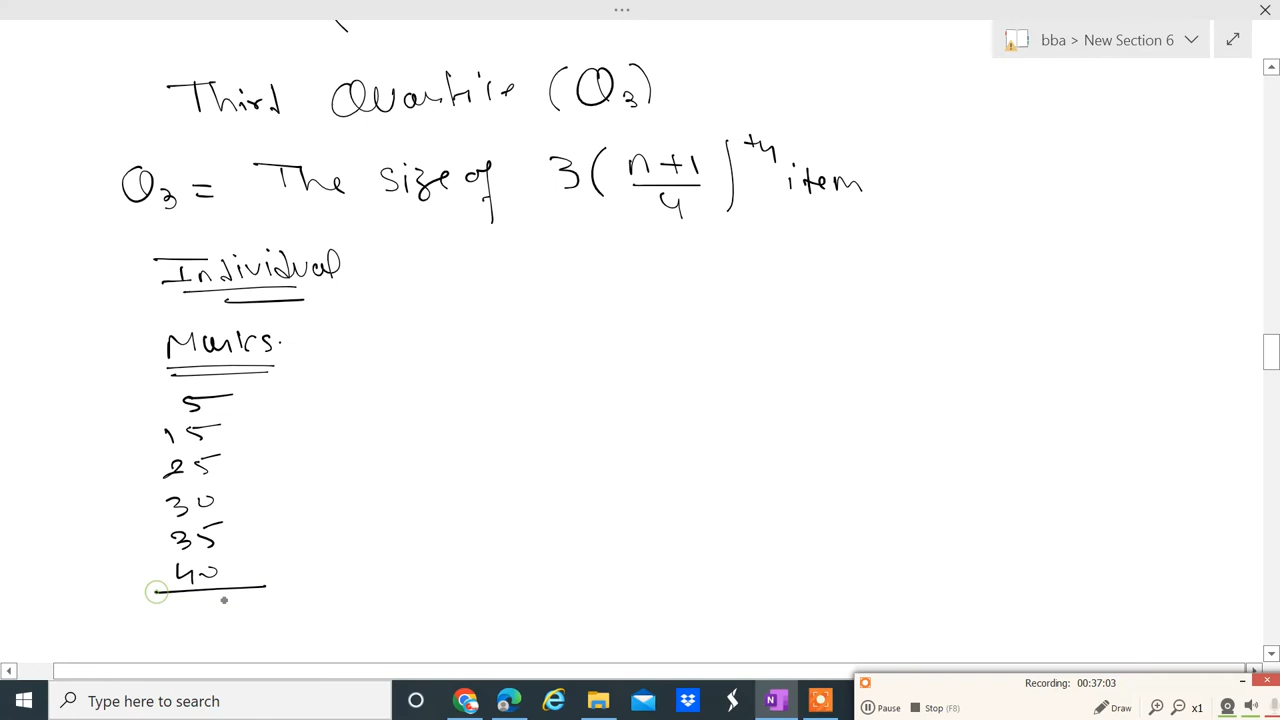 bba > New Section 6
Third Quartile (Q3)
Q3 = The size of 3(n+1/4)th item
Individual
Marks.
5
15
25
30
35
40
Recording: 00:37:03
Type here to search
Pause Stop (F8) Draw x1